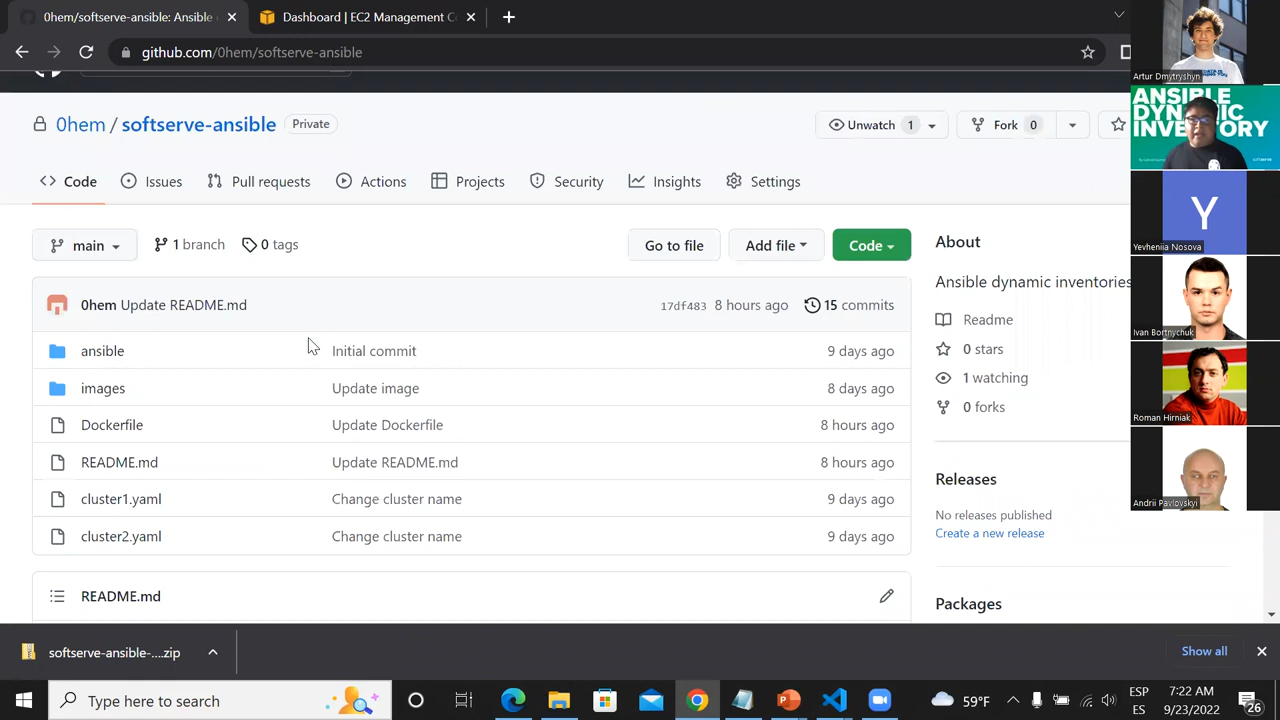 0hem/softserve-ansible: Ansible
Dashboard | EC2 Management Co
github.com/0hem/softserve-ansible
0hem / softserve-ansible
Private
Unwatch 1
Fork 0
Code
Issues
Pull requests
Actions
Projects
Security
Insights
Settings
main
1 branch
0 tags
Go to file
Add file
Code
0hem Update README.md
17df483 8 hours ago
15 commits
ansible
Initial commit
9 days ago
images
Update image
8 days ago
Dockerfile
Update Dockerfile
8 hours ago
README.md
Update README.md
8 hours ago
cluster1.yaml
Change cluster name
9 days ago
cluster2.yaml
Change cluster name
9 days ago
README.md
About
Ansible dynamic inventories
Readme
0 stars
1 watching
0 forks
Releases
No releases published
Create a new release
Packages
Artur Dmytryshyn
ANSIBLE
DYNAMIC
INVENTORY
softserve
Y
Yevheniia Nosova
Ivan Bortnychuk
Roman Hirniak
Andrii Pavlovskyi
softserve-ansible-....zip
Show all
Type here to search
59°F
ESP
ES
7:22 AM
9/23/2022
26